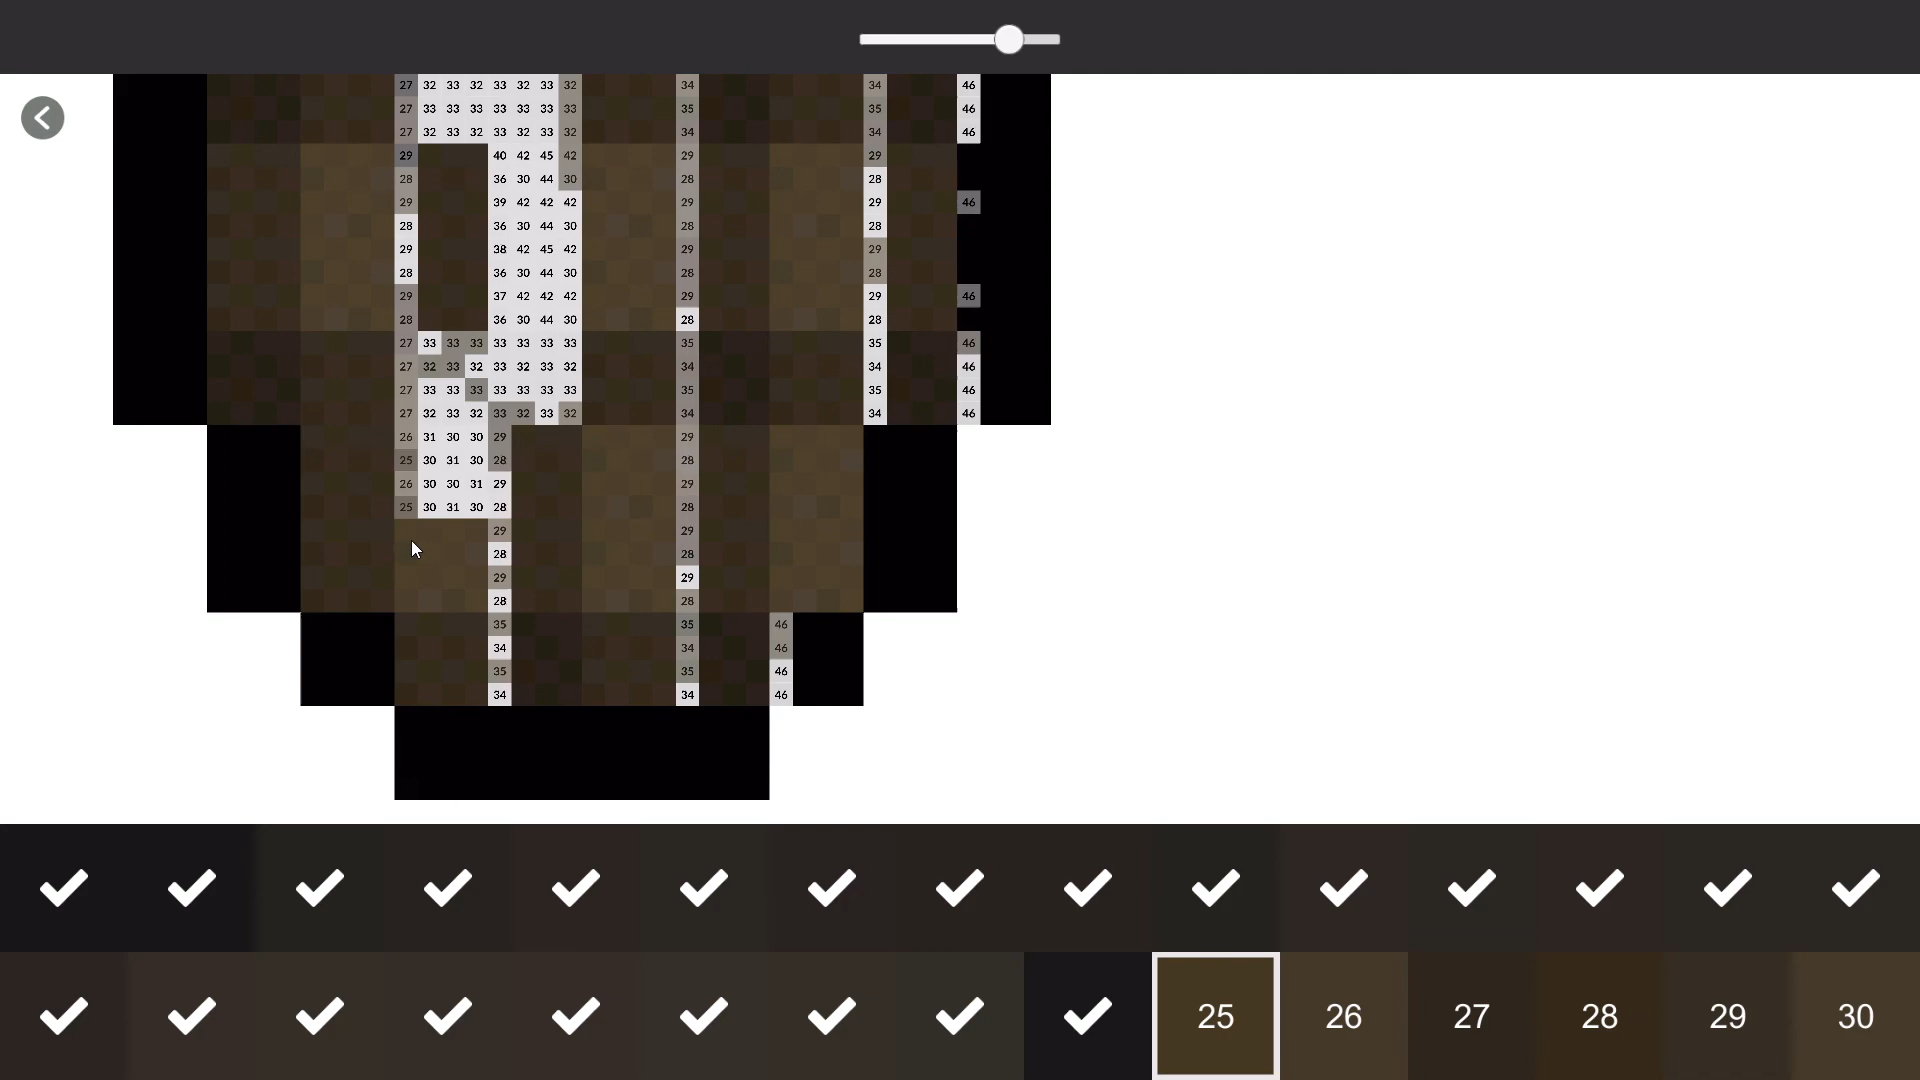 27 32 33 32 33 32 33 32 34 34 46
27 33 33 33 33 33 33 33 35 35 46
27 32 33 32 33 32 33 32 34 34 46
29 40 42 45 42 29 29
28 36 30 44 30 28 28
29 39 42 42 42 29 29 46
28 36 30 44 30 28 28
29 38 42 45 42 29 29
28 36 30 44 30 28 28
29 37 42 42 42 29 29 46
28 36 30 44 30 28 28
27 33 33 33 33 33 33 33 35 35 46
27 32 33 32 33 32 33 32 34 34 46
27 33 33 33 33 33 33 33 35 35 46
27 32 33 32 33 32 33 32 34 34 46
26 31 30 30 29 29
25 30 31 30 28 28
26 30 30 31 29 29
25 30 31 30 28 28
29 29
28 28
29 29
28 28
35 35 46
34 34 46
35 35 46
34 34 46
25 26 27 28 29 30